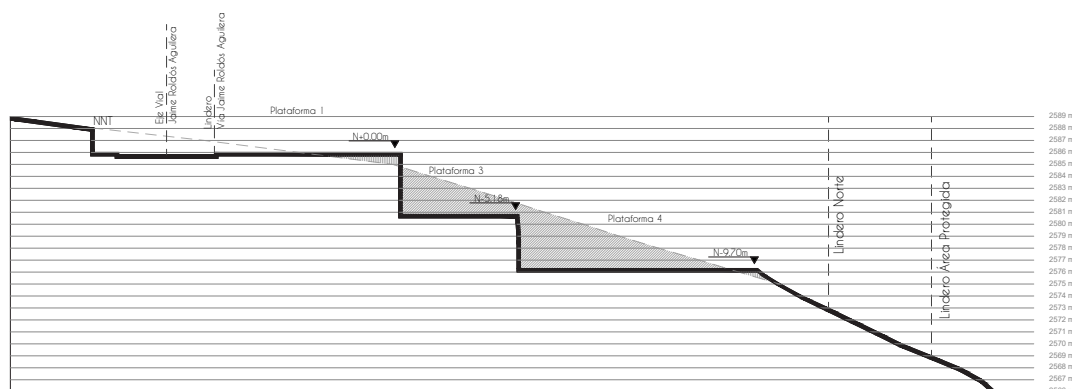 Eje Vial
Jaime Roldós Aguilera
Lindero
Vía Jaime Roldós Aguilera
Plataforma 1
NNT
N+0.00m
Plataforma 3
N-5.18m
Plataforma 4
N-9.70m
Lindero Norte
Lindero Área Protegida
2589 m
2588 m
2587 m
2586 m
2585 m
2584 m
2583 m
2582 m
2581 m
2580 m
2579 m
2578 m
2577 m
2576 m
2575 m
2574 m
2573 m
2572 m
2571 m
2570 m
2569 m
2568 m
2567 m